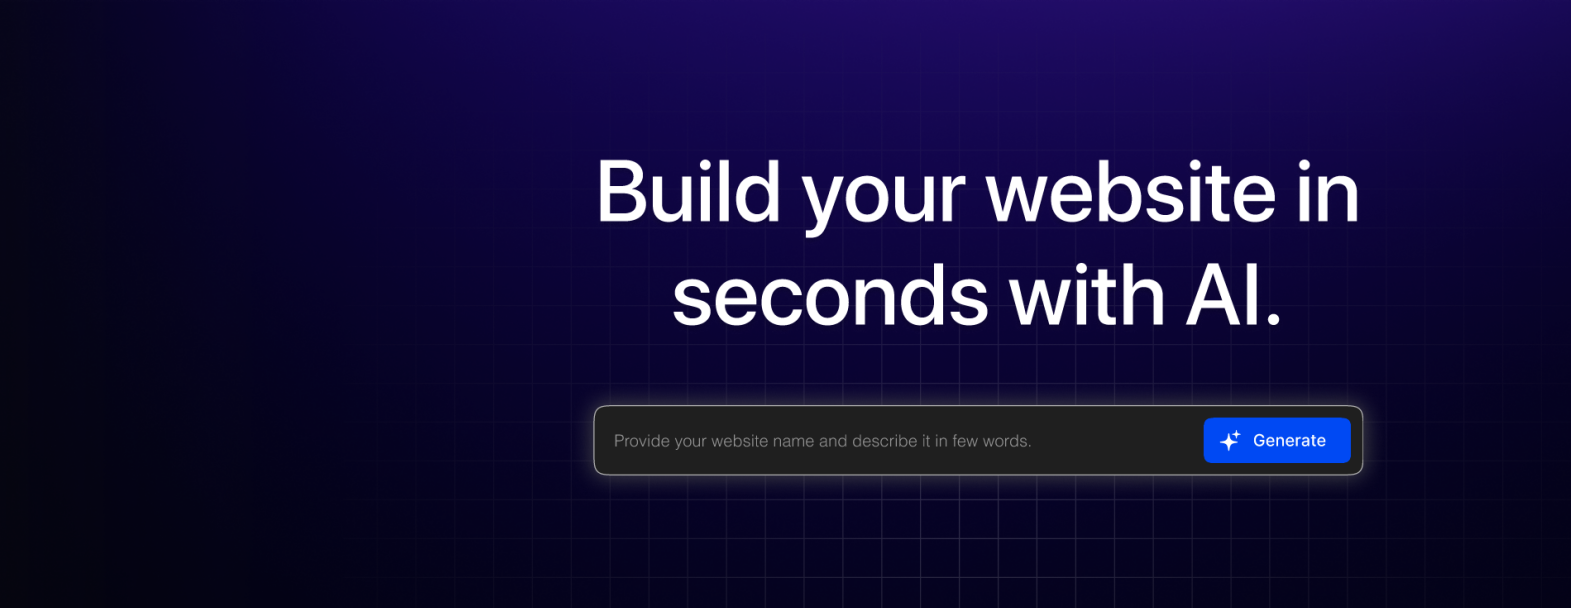 Build your website in
seconds with AI.
Provide your website name and describe it in few words.
Generate